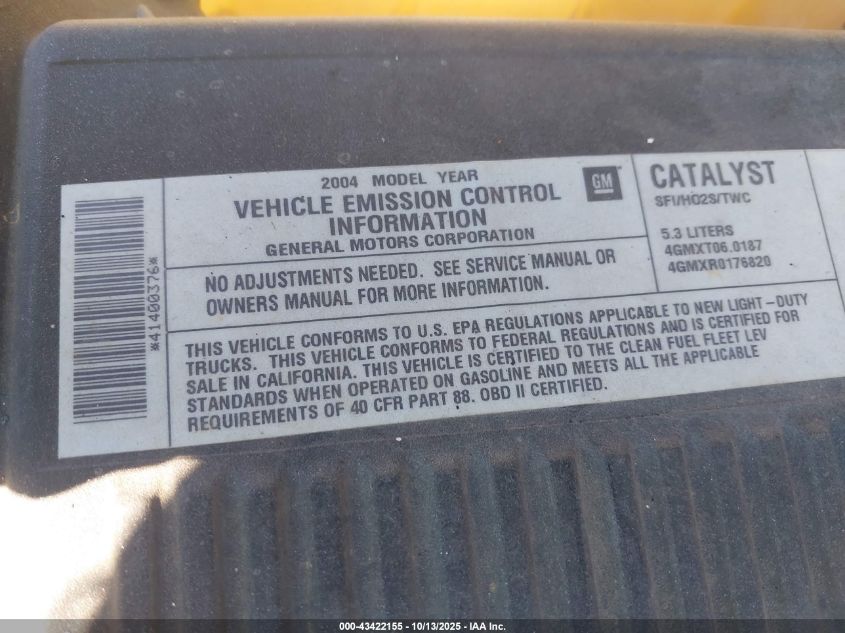 2004 MODEL YEAR
VEHICLE EMISSION CONTROL
INFORMATION
GENERAL MOTORS CORPORATION
GM
CATALYST
SFI/HO2S/TWC
5.3 LITERS
4GMXT06.0187
4GMXR0176820
*41400376*
NO ADJUSTMENTS NEEDED. SEE SERVICE MANUAL OR
OWNERS MANUAL FOR MORE INFORMATION.
THIS VEHICLE CONFORMS TO U.S. EPA REGULATIONS APPLICABLE TO NEW LIGHT-DUTY
TRUCKS. THIS VEHICLE CONFORMS TO FEDERAL REGULATIONS AND IS CERTIFIED FOR
SALE IN CALIFORNIA. THIS VEHICLE IS CERTIFIED TO THE CLEAN FUEL FLEET LEV
STANDARDS WHEN OPERATED ON GASOLINE AND MEETS ALL THE APPLICABLE
REQUIREMENTS OF 40 CFR PART 88. OBD II CERTIFIED.
000-43422155 - 10/13/2025 - IAA Inc.